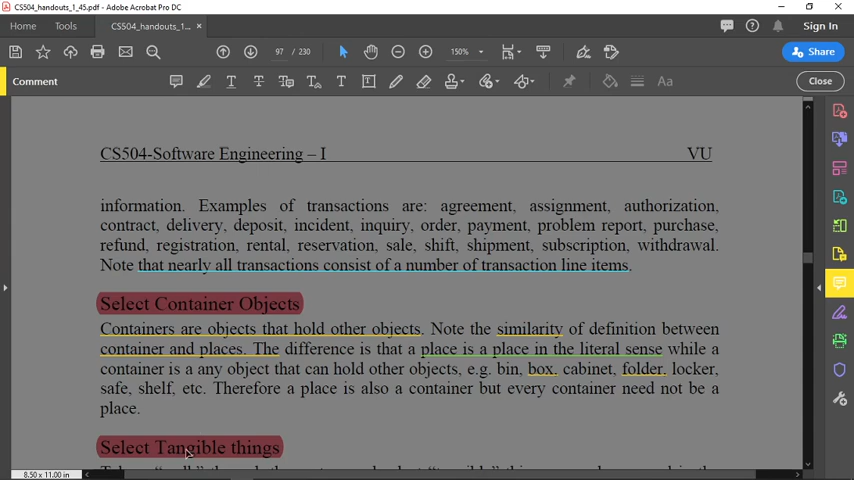 CS504_handouts_1_45.pdf - Adobe Acrobat Pro DC
Home Tools CS504_handouts_1... × Sign In
97 / 230 150% Share
Comment Aa Close
CS504-Software Engineering – I VU
information. Examples of transactions are: agreement, assignment, authorization,
contract, delivery, deposit, incident, inquiry, order, payment, problem report, purchase,
refund, registration, rental, reservation, sale, shift, shipment, subscription, withdrawal.
Note that nearly all transactions consist of a number of transaction line items.
Select Container Objects
Containers are objects that hold other objects. Note the similarity of definition between
container and places. The difference is that a place is a place in the literal sense while a
container is a any object that can hold other objects, e.g. bin, box. cabinet, folder. locker,
safe, shelf, etc. Therefore a place is also a container but every container need not be a
place.
Select Tangible things
8.50 x 11.00 in